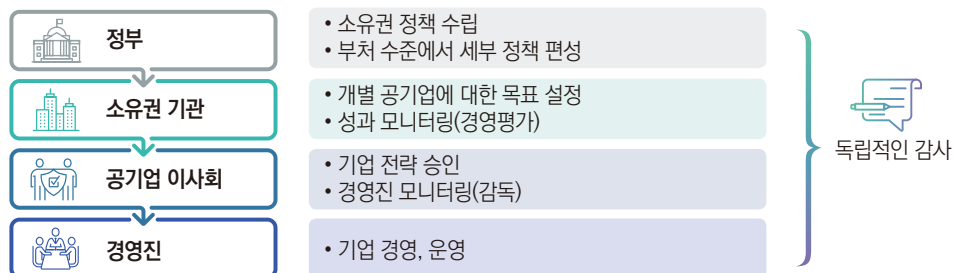 정부
• 소유권 정책 수립
• 부처 수준에서 세부 정책 편성
소유권 기관
• 개별 공기업에 대한 목표 설정
• 성과 모니터링(경영평가)
공기업 이사회
• 기업 전략 승인
• 경영진 모니터링(감독)
경영진
• 기업 경영, 운영
독립적인 감사